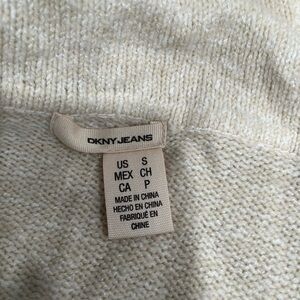 DKNY JEANS
US S
MEX CH
CA P
MADE IN CHINA
HECHO EN CHINA
FABRIQUÉ EN
CHINE